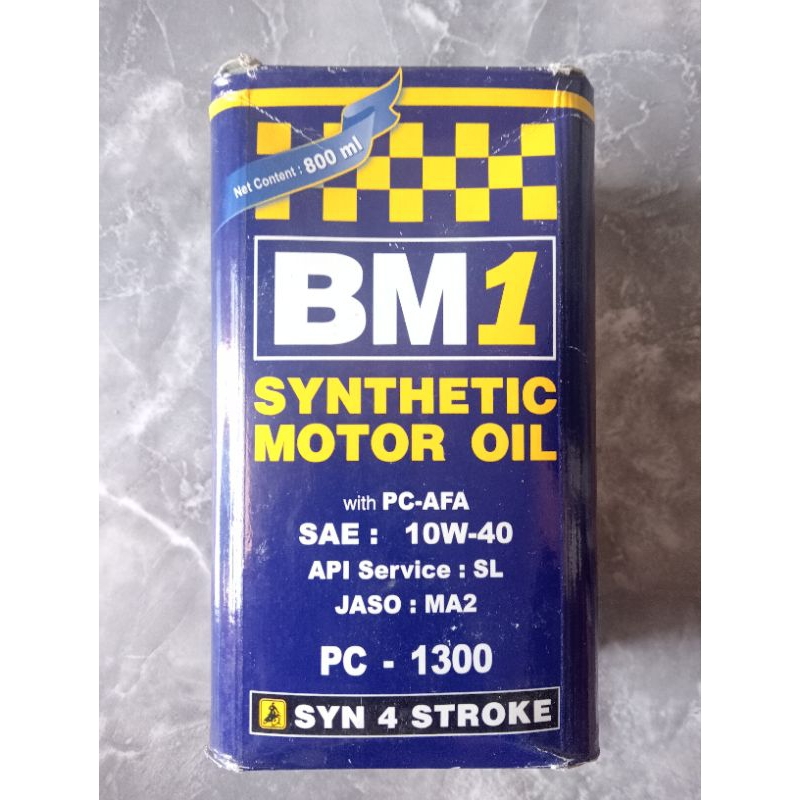 Net Content : 800 ml
BM1
SYNTHETIC
MOTOR OIL
with PC-AFA
SAE : 10W-40
API Service : SL
JASO : MA2
PC - 1300
SYN 4 STROKE